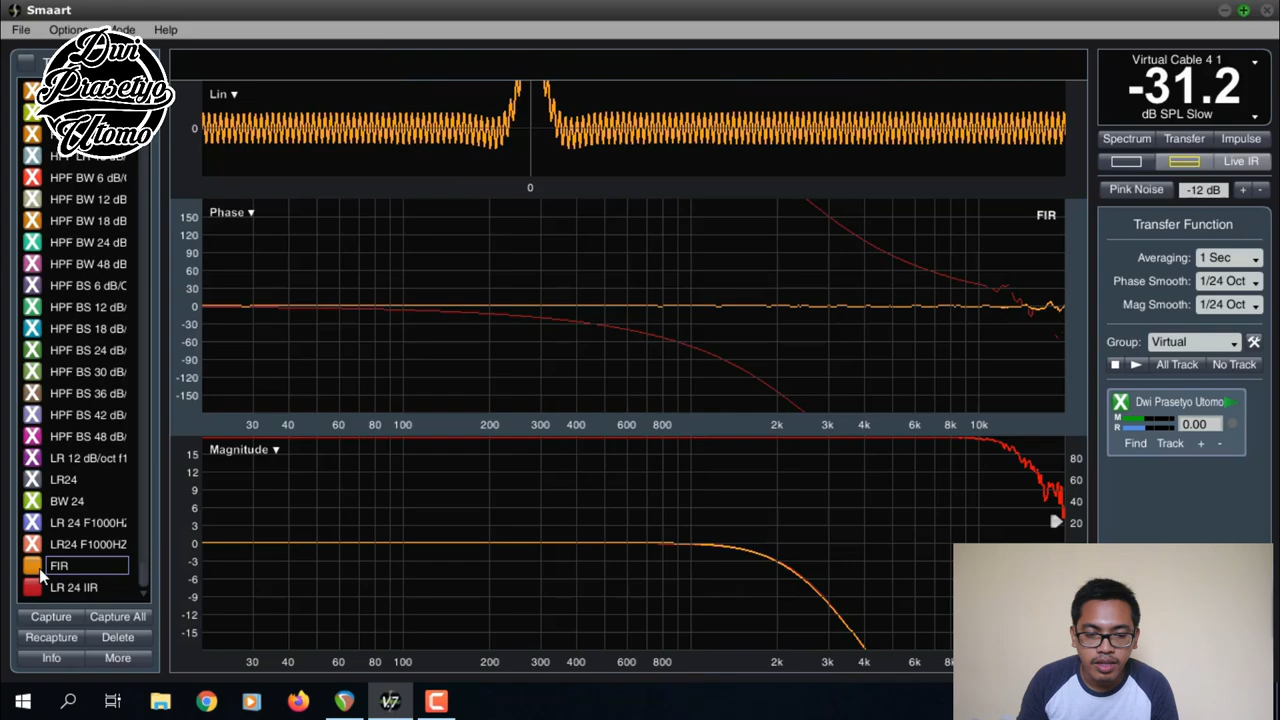 Smaart
File Options Mode Help
Dwi
Prasetyo
Utomo
HPF BW 6 dB/
HPF BW 12 dB
HPF BW 18 dB
HPF BW 24 dB
HPF BW 48 dB
HPF BS 6 dB/
HPF BS 12 dB/
HPF BS 18 dB/
HPF BS 24 dB/
HPF BS 30 dB/
HPF BS 36 dB/
HPF BS 42 dB/
HPF BS 48 dB/
LR 12 dB/oct f1
LR24
BW 24
LR 24 F1000HZ
LR24 F1000HZ
FIR
LR 24 IIR
Capture Capture All
Recapture Delete
Info More
Lin
0
0
Phase FIR
150
120
90
60
30
0
-30
-60
-90
-120
-150
30 40 60 80 100 200 300 400 600 800 2k 3k 4k 6k 8k 10k
Magnitude
15 80
12 60
9 40
6 20
3
0
-3
-6
-9
-12
-15
30 40 60 80 100 200 300 400 600 800 2k 3k 4k 6k 8k
Virtual Cable 4 1
-31.2
dB SPL Slow
Spectrum Transfer Impulse
Live IR
Pink Noise -12 dB + -
Transfer Function
Averaging: 1 Sec
Phase Smooth: 1/24 Oct
Mag Smooth: 1/24 Oct
Group: Virtual
All Track No Track
X Dwi Prasetyo Utomo
M
R 0.00
Find Track + -
V7